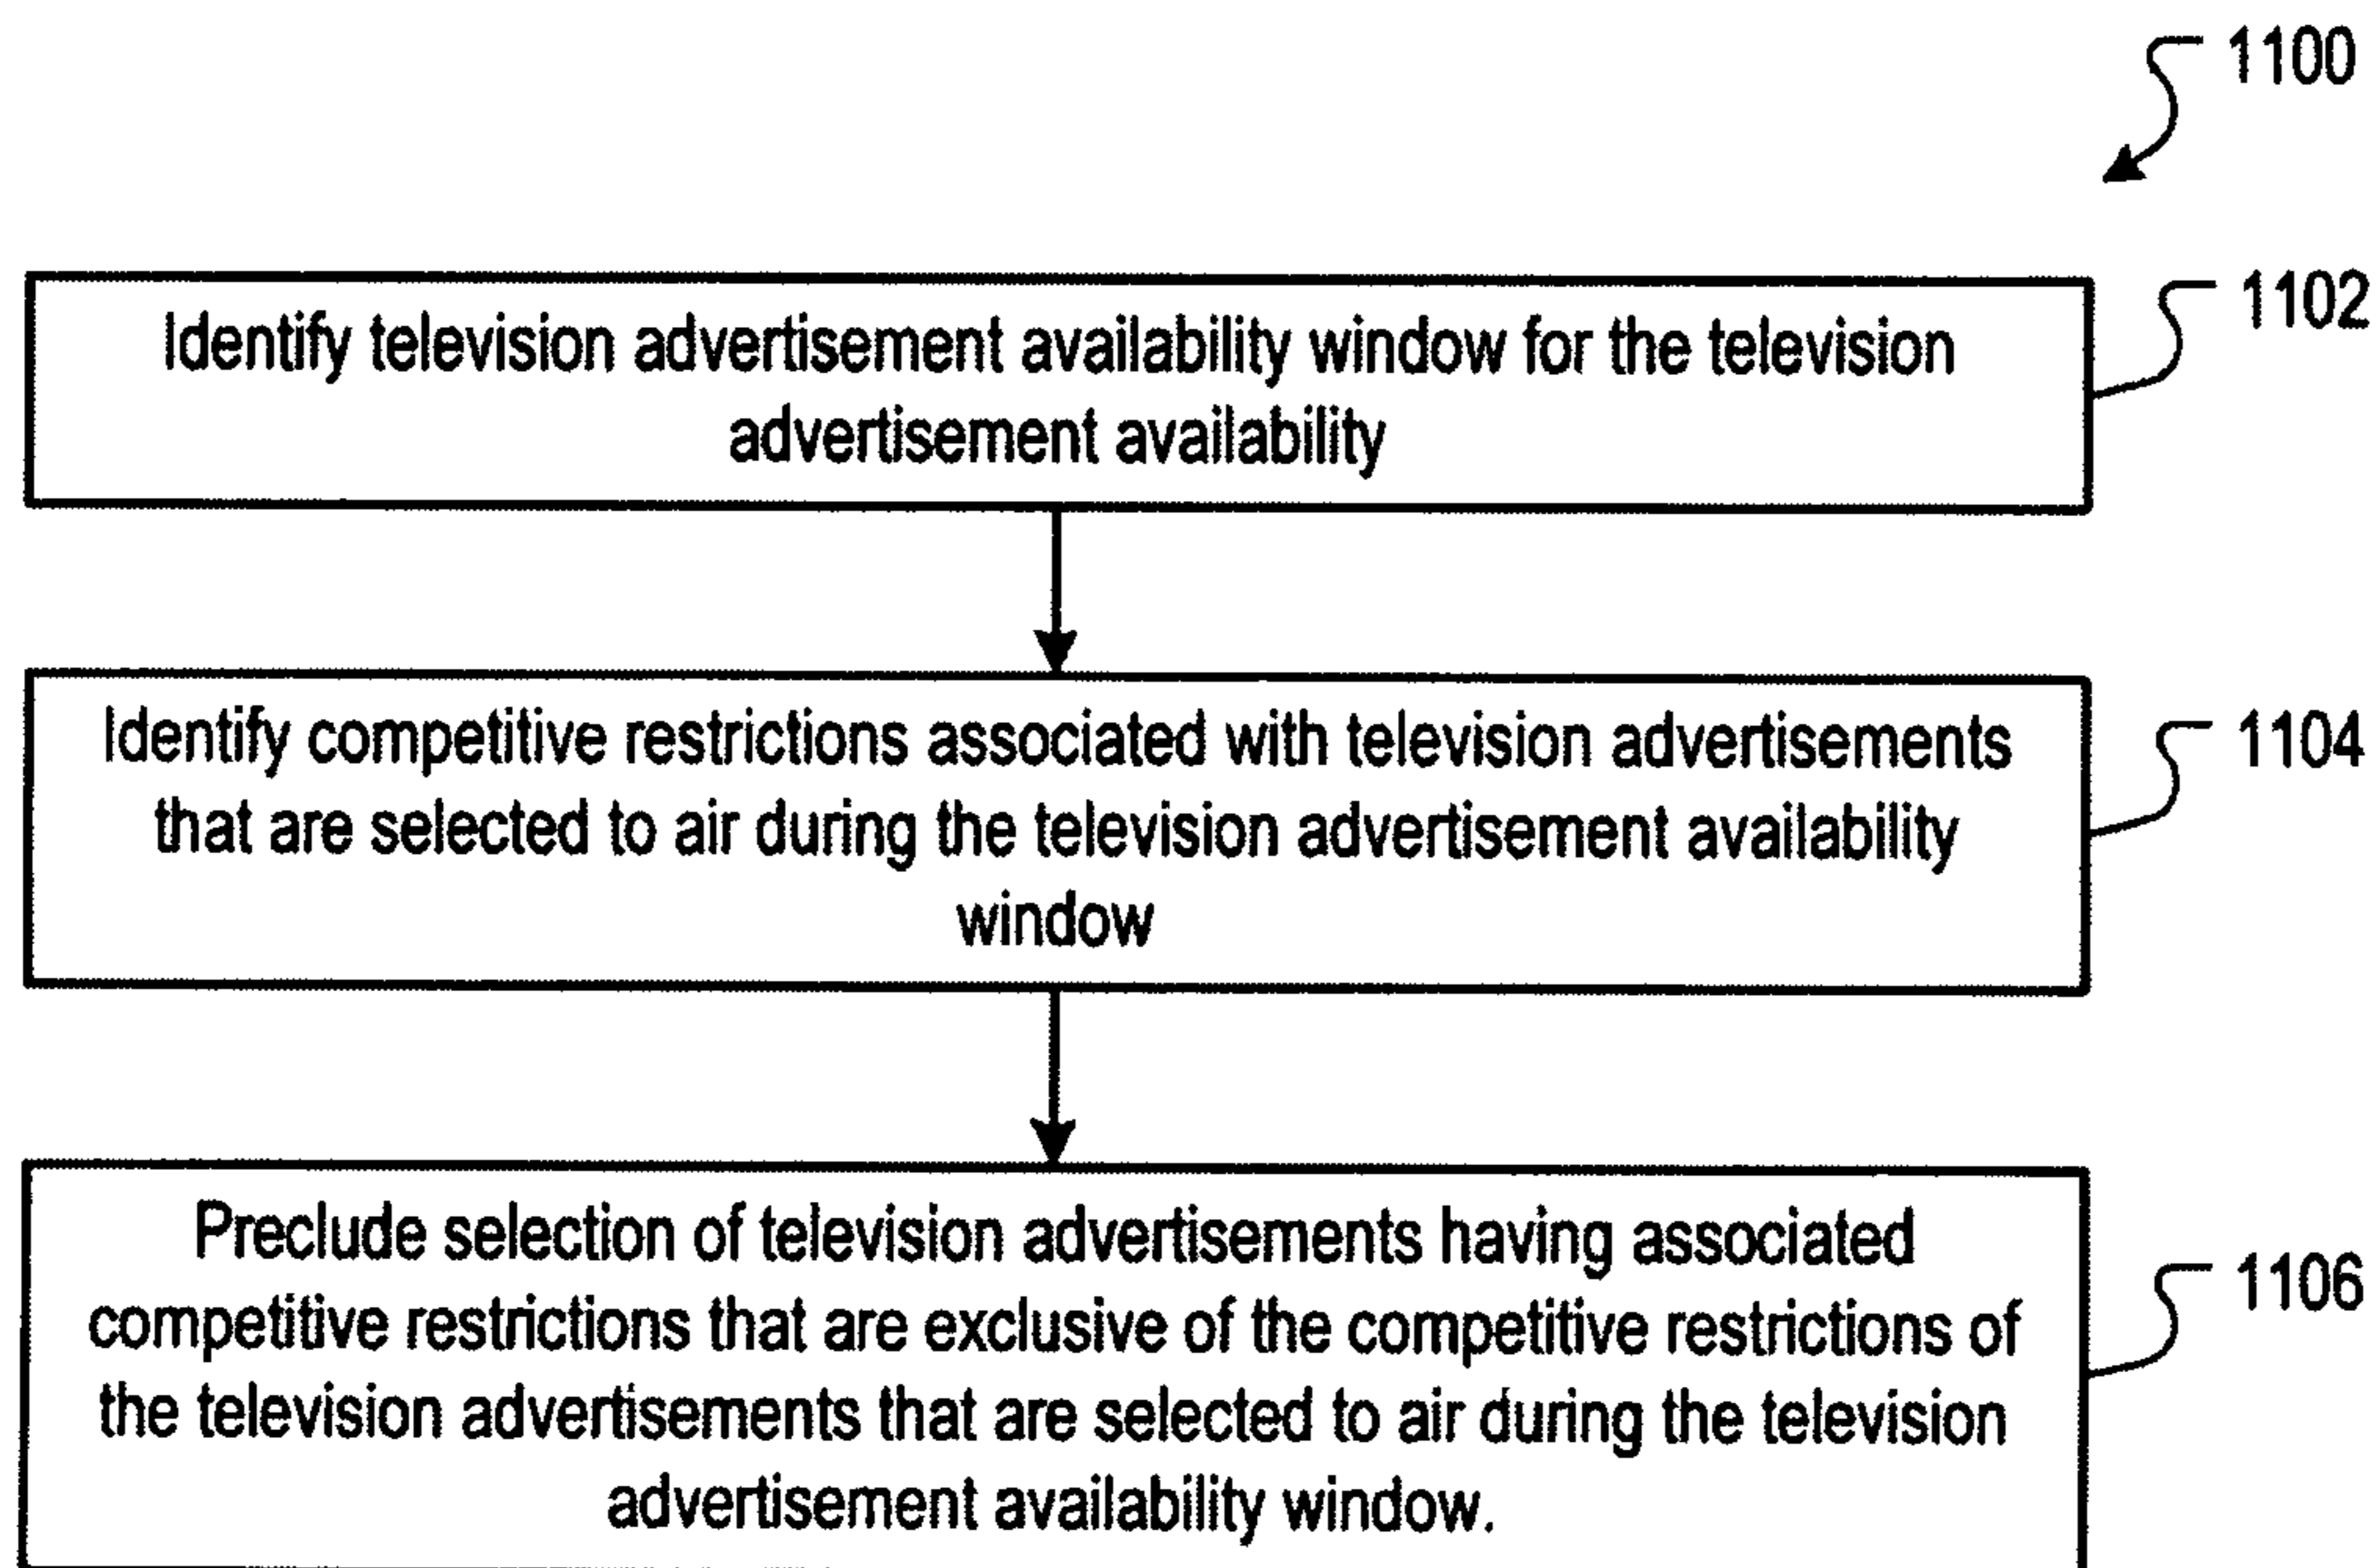 1100
1102
Identify television advertisement availability window for the television
advertisement availability
1104
Identify competitive restrictions associated with television advertisements
that are selected to air during the television advertisement availability
window
1106
Preclude selection of television advertisements having associated
competitive restrictions that are exclusive of the competitive restrictions of
the television advertisements that are selected to air during the television
advertisement availability window.